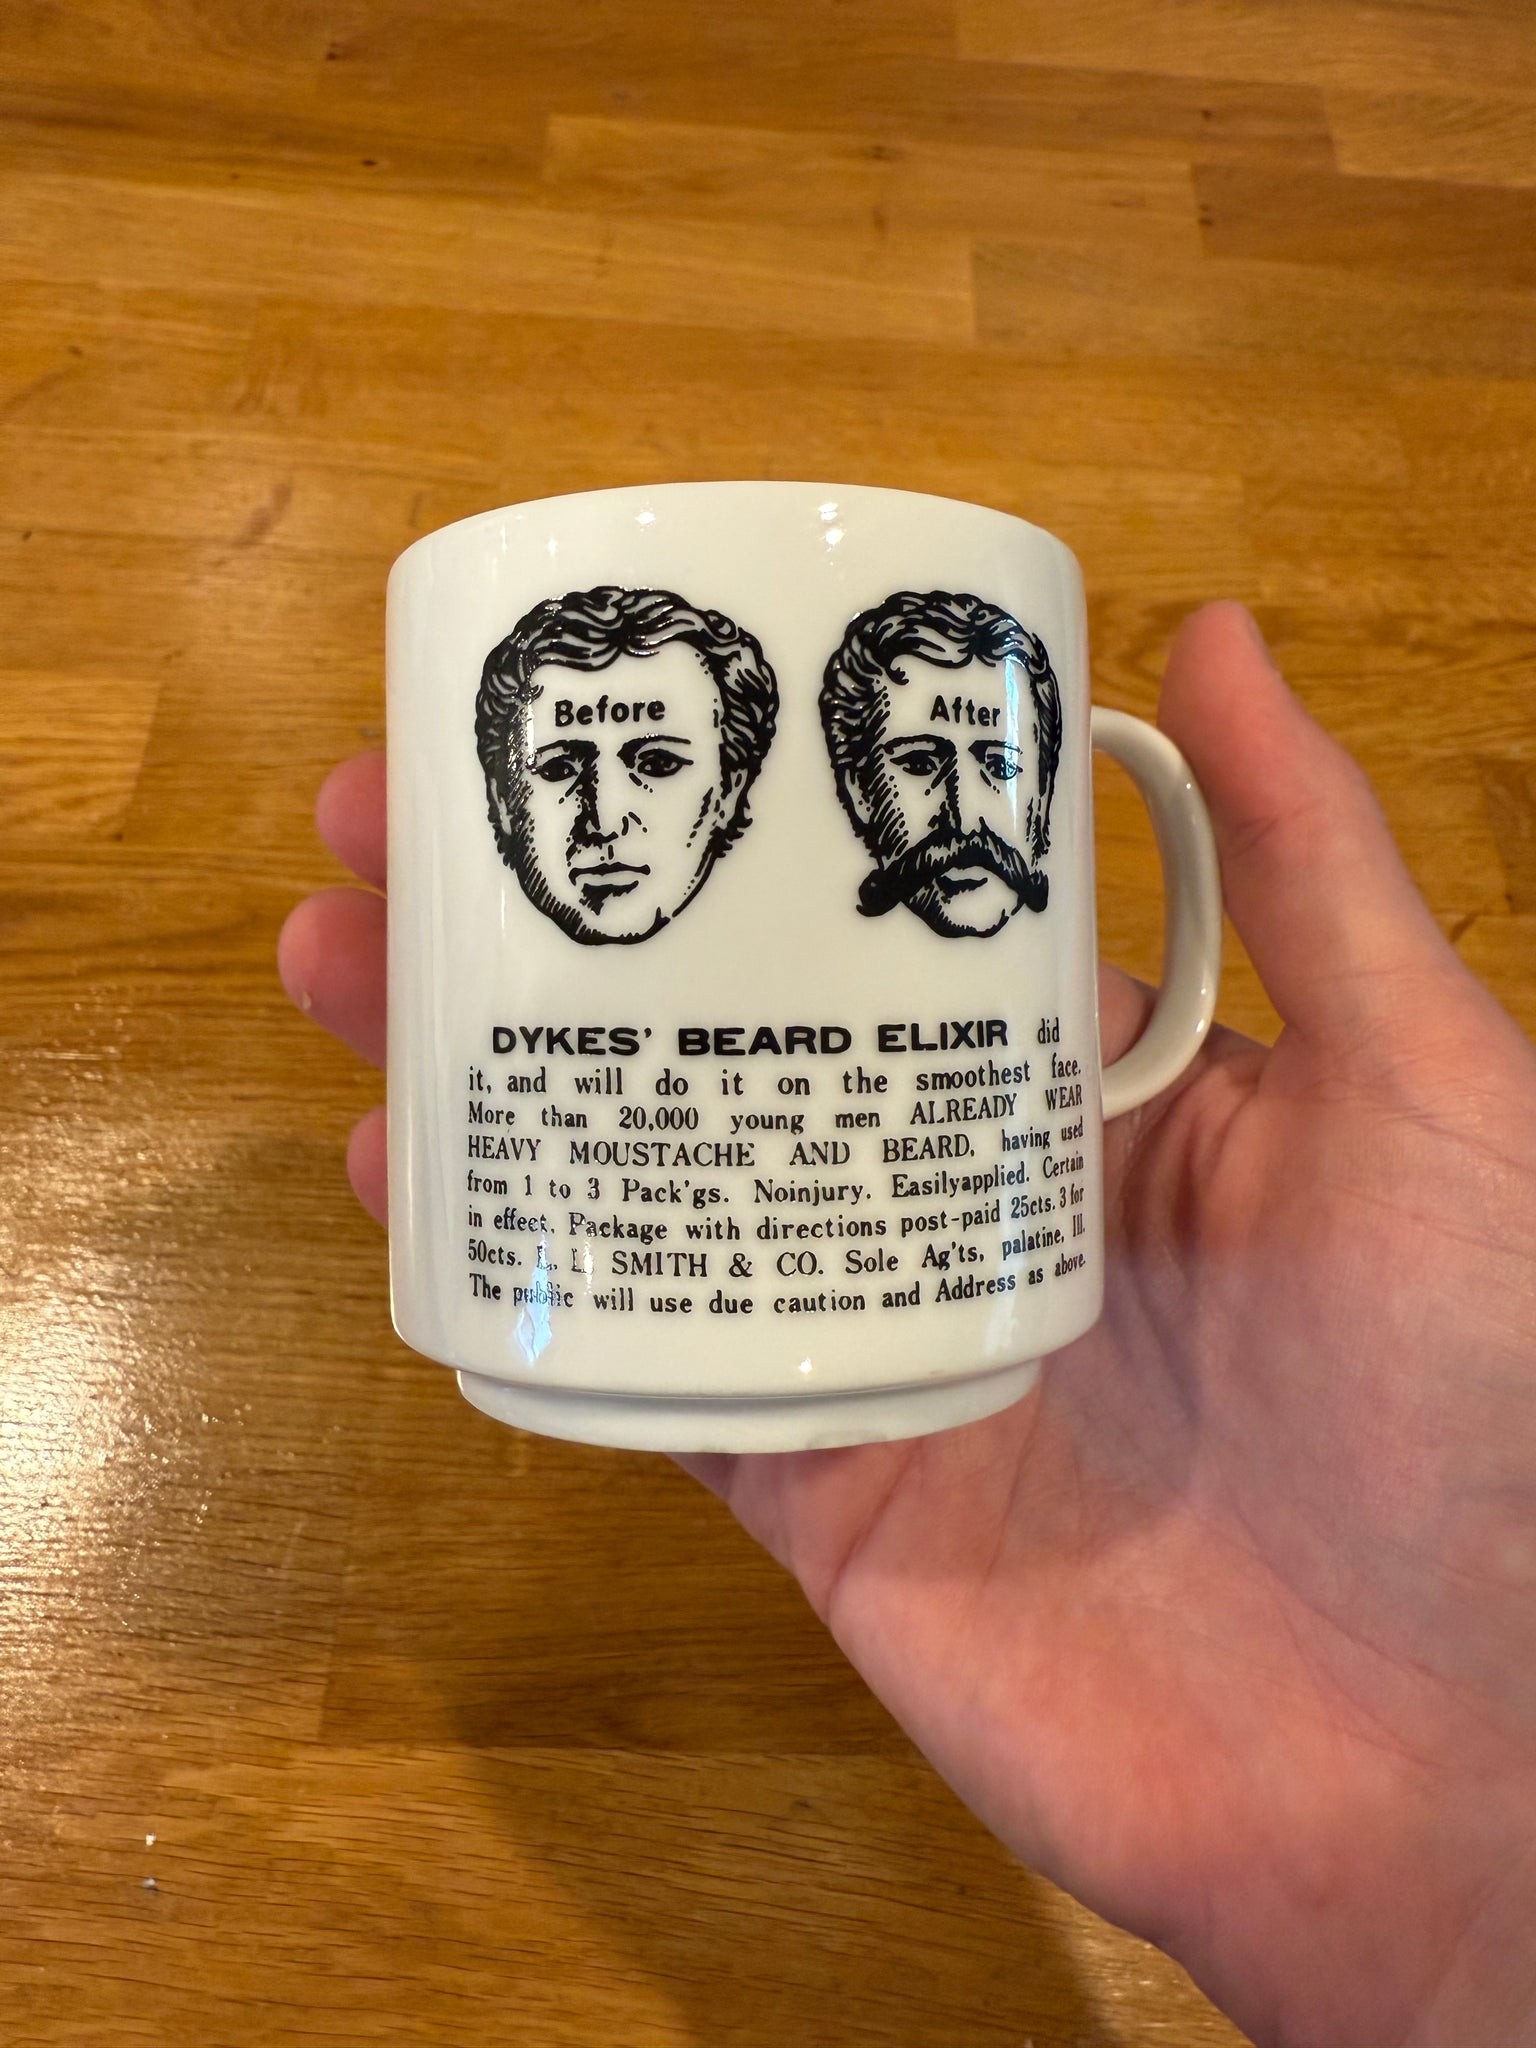 Before
After
DYKES' BEARD ELIXIR did
it, and will do it on the smoothest face.
More than 20,000 young men ALREADY WEAR
HEAVY MOUSTACHE AND BEARD, having used
from 1 to 3 Pack'gs. Noinjury. Easilyapplied. Certain
in effect. Package with directions post-paid 25cts. 3 for
50cts. L. L. SMITH & CO. Sole Ag'ts, palatine, Ill.
The public will use due caution and Address as above.